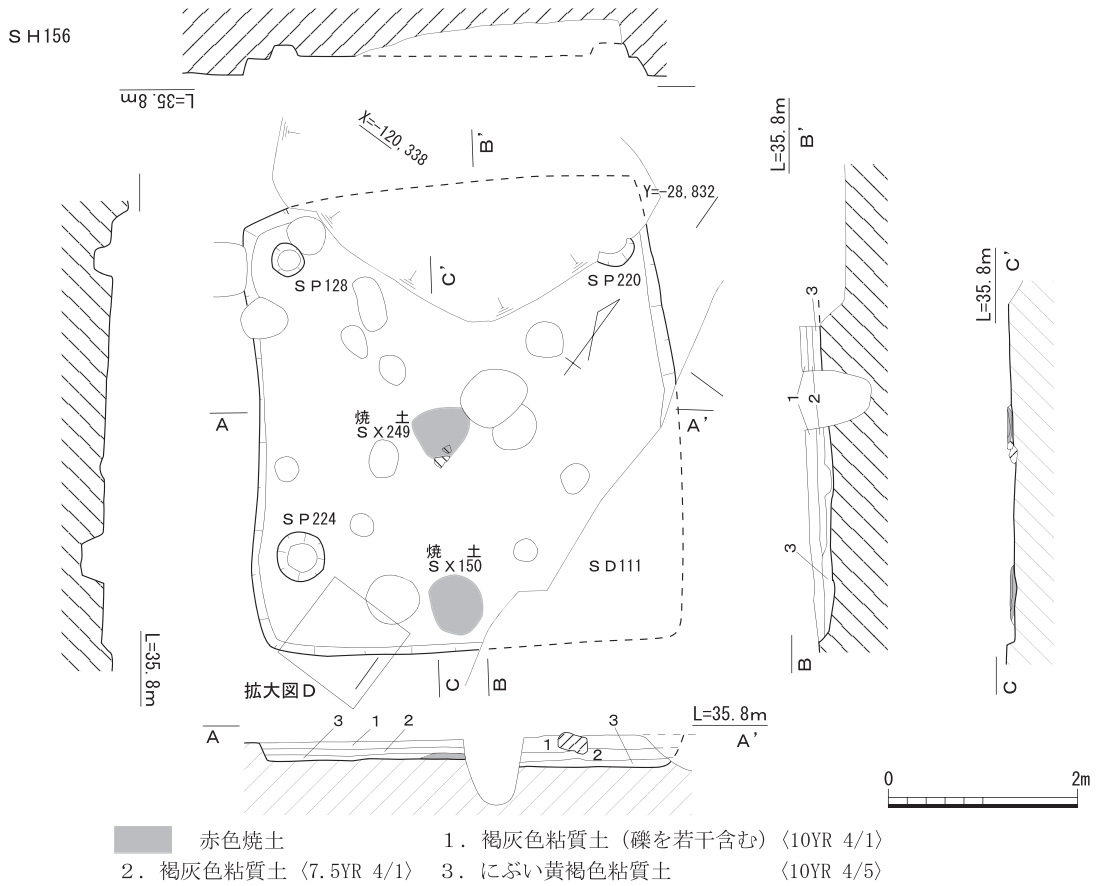 ＳＨ156
L=35.8m
X=-120,338
B'
L=35.8m
B'
Y=-28,832
C'
ＳＰ128
ＳＰ220
L=35.8m
C'
3
1
2
A
焼　土
ＳＸ249
A'
ＳＰ224
焼　土
ＳＸ150
ＳＤ111
3
L=35.8m
拡大図Ｄ
C
B
B
C
A
3
1
2
1
2
3
L=35.8m
A'
0
2m
赤色焼土
1．褐灰色粘質土（礫を若干含む）〈10YR 4/1〉
2．褐灰色粘質土〈7.5YR 4/1〉
3．にぶい黄褐色粘質土　〈10YR 4/5〉